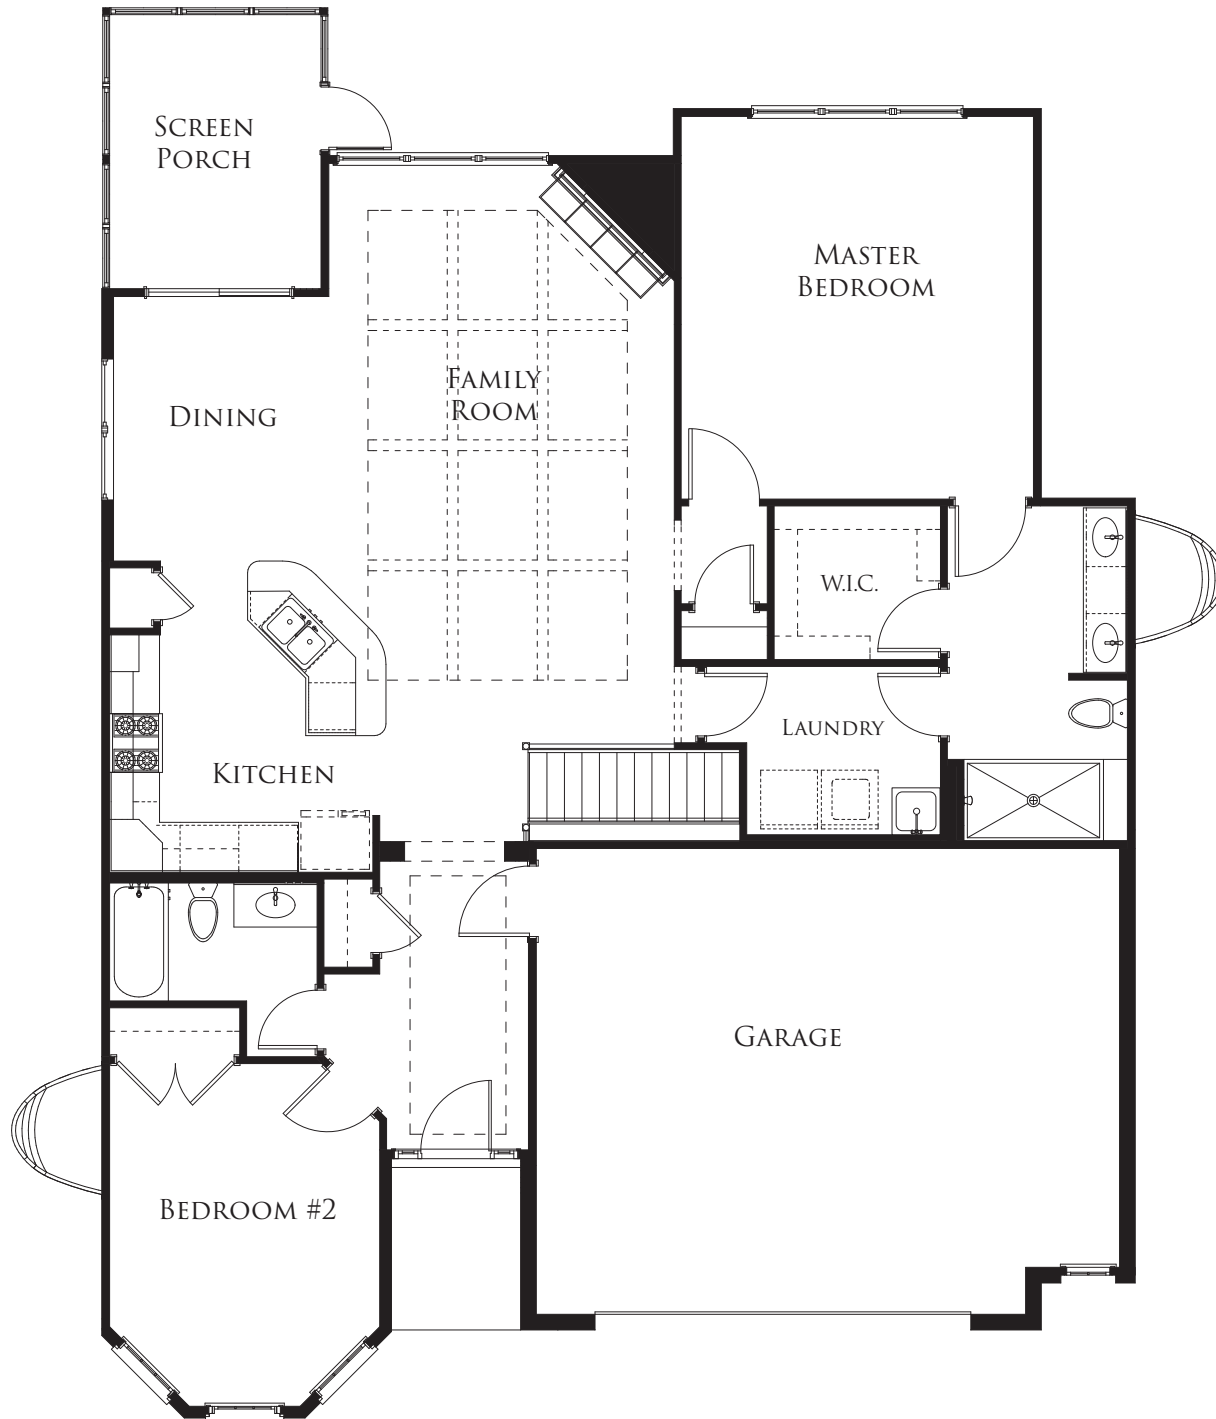 SCREEN
PORCH
MASTER
BEDROOM
FAMILY
ROOM
DINING
W.I.C.
LAUNDRY
KITCHEN
GARAGE
BEDROOM #2